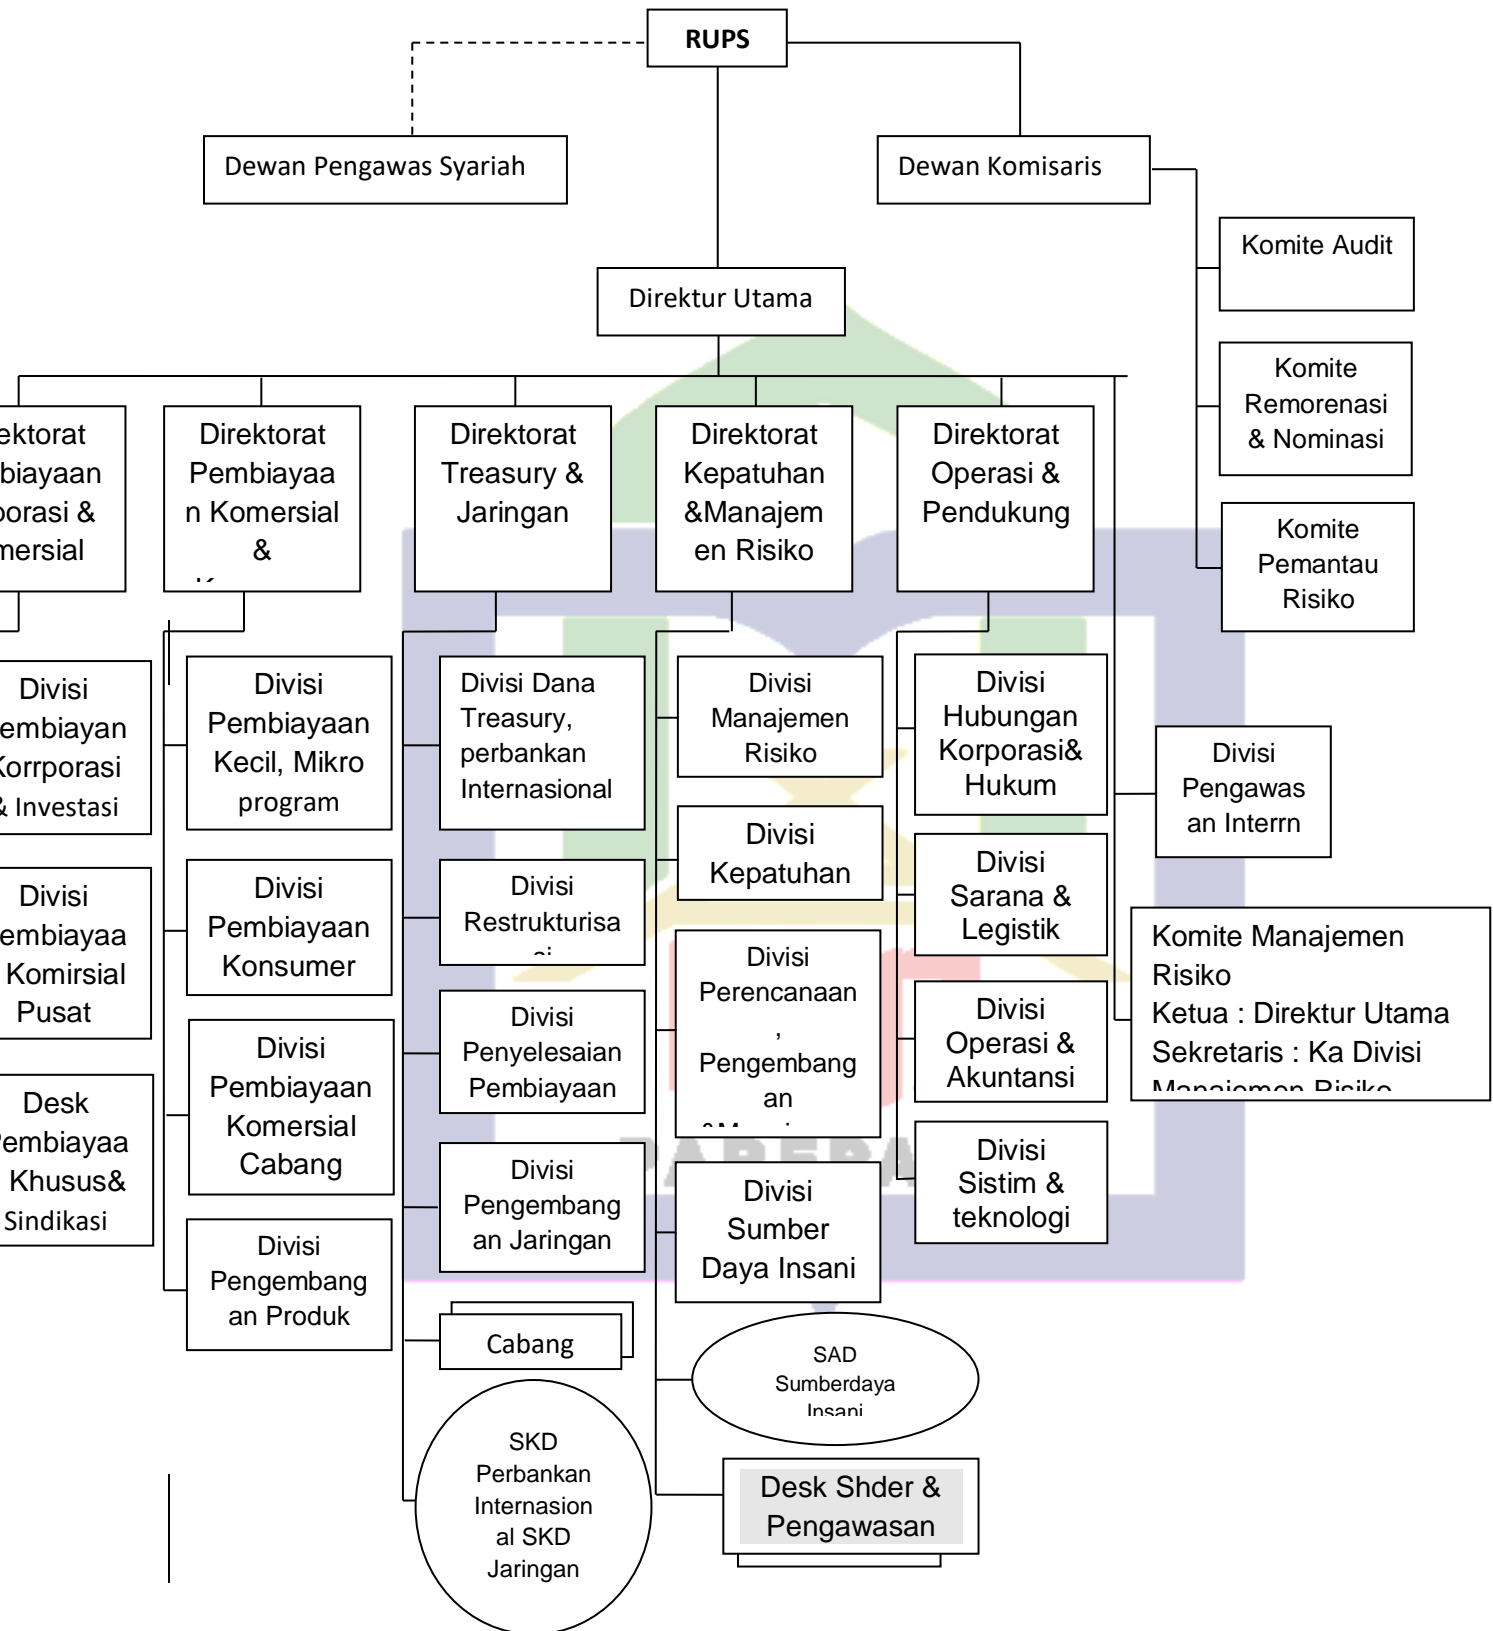 RUPS
Dewan Pengawas Syariah
Dewan Komisaris
Komite Audit
Direktur Utama
Komite
Remorenasi
& Nominasi
Komite
Pemantau
Risiko
ektorat
biayaan
orasi &
mersial
Direktorat
Pembiayaa
n Komersial
&
Direktorat
Treasury &
Jaringan
Direktorat
Kepatuhan
&Manajem
en Risiko
Direktorat
Operasi &
Pendukung
Divisi
embiayan
Korrporasi
& Investasi
Divisi
embiayaa
Komirsial
Pusat
Desk
embiayaa
Khusus&
Sindikasi
Divisi
Pembiayaan
Kecil, Mikro
program
Divisi
Pembiayaan
Konsumer
Divisi
Pembiayaan
Komersial
Cabang
Divisi
Pengembang
an Produk
Divisi Dana
Treasury,
perbankan
Internasional
Divisi
Restrukturisa
Divisi
Penyelesaian
Pembiayaan
Divisi
Pengembang
an Jaringan
Cabang
SKD
Perbankan
Internasion
al SKD
Jaringan
Divisi
Manajemen
Risiko
Divisi
Kepatuhan
Divisi
Perencanaan
,
Pengembang
an
Divisi
Sumber
Daya Insani
SAD
Sumberdaya
Insani
Desk Shder &
Pengawasan
Divisi
Hubungan
Korporasi&
Hukum
Divisi
Sarana &
Legistik
Divisi
Operasi &
Akuntansi
Divisi
Sistim &
teknologi
Divisi
Pengawas
an Interrn
Komite Manajemen
Risiko
Ketua : Direktur Utama
Sekretaris : Ka Divisi
Manajemen Risiko